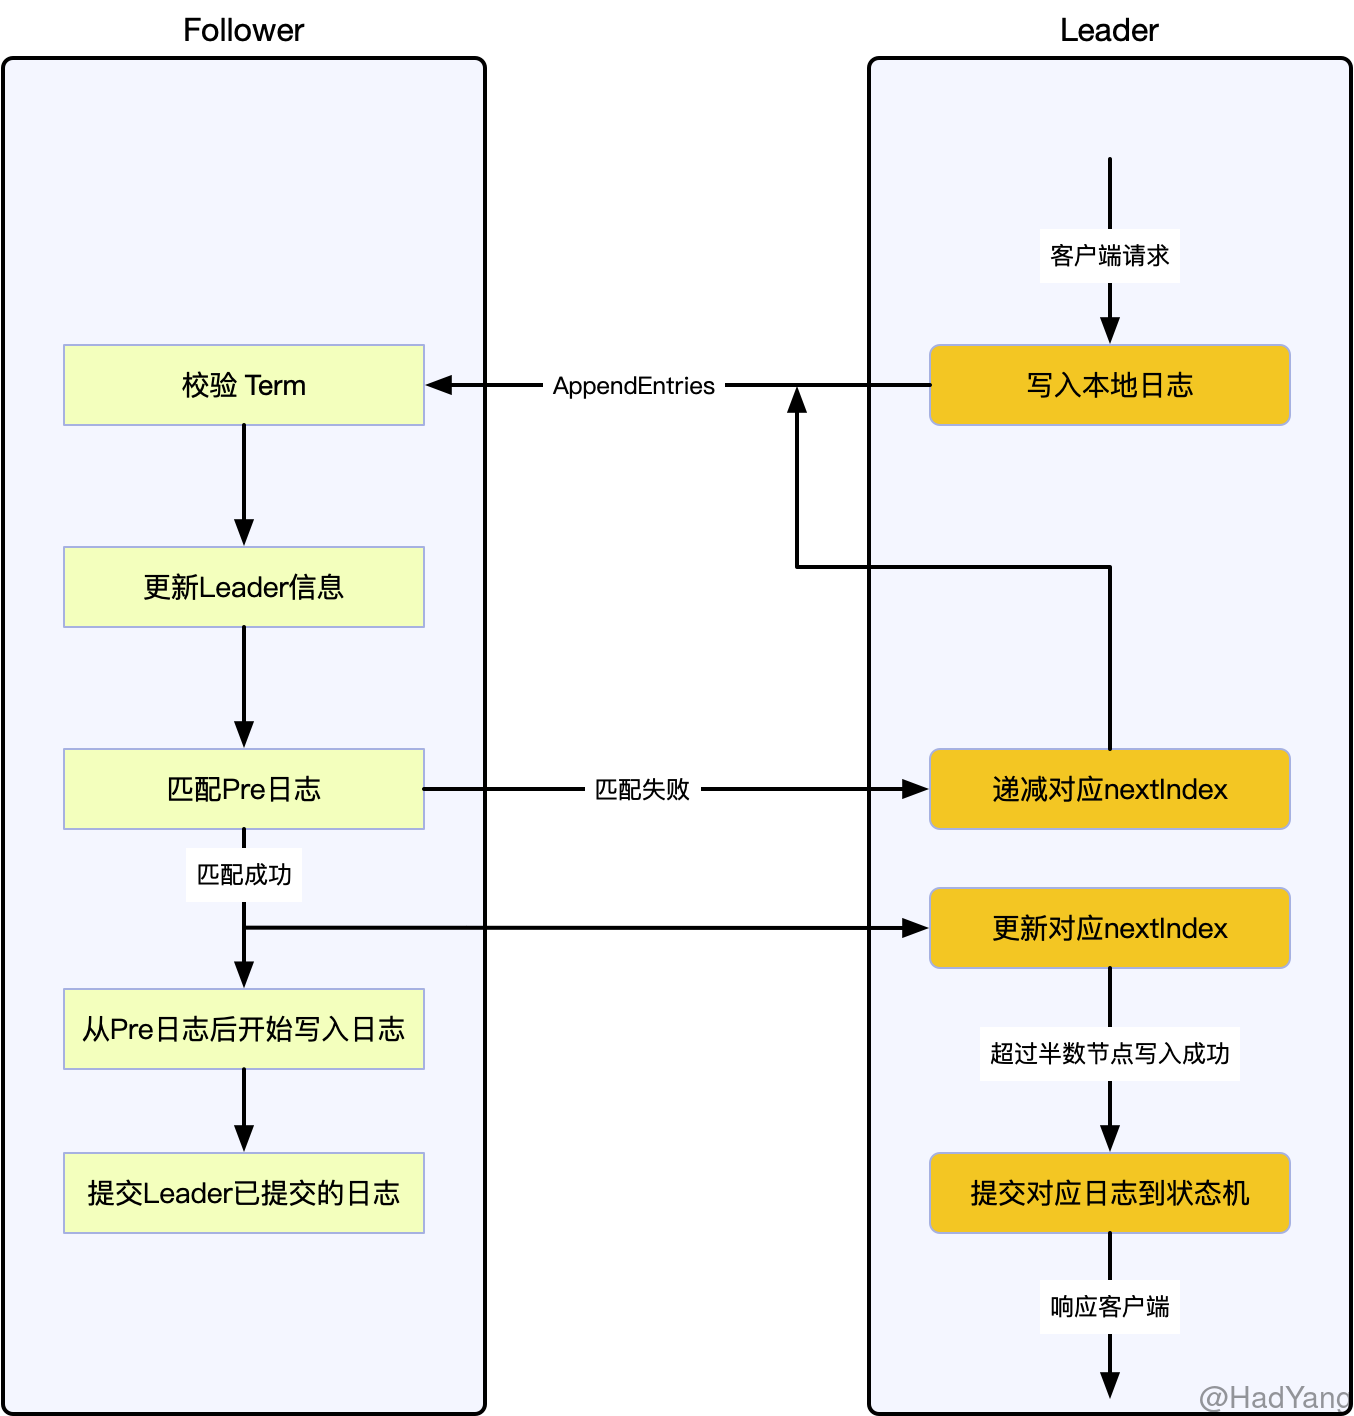 Follower
Leader
客户端请求
校验 Term
AppendEntries
写入本地日志
更新Leader信息
匹配Pre日志
匹配失败
递减对应nextIndex
匹配成功
更新对应nextIndex
从Pre日志后开始写入日志
超过半数节点写入成功
提交Leader已提交的日志
提交对应日志到状态机
响应客户端
@HadYang